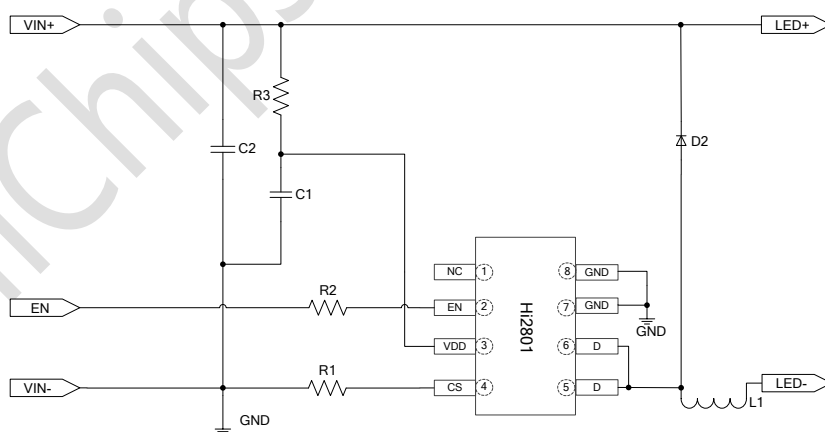 VIN+
LED+
R3
C2
D2
C1
NC 1
8 GND
R2
EN
EN 2
7 GND
Hi2801
GND
VDD 3
6 D
R1
VIN-
CS 4
5 D
LED-
L1
GND